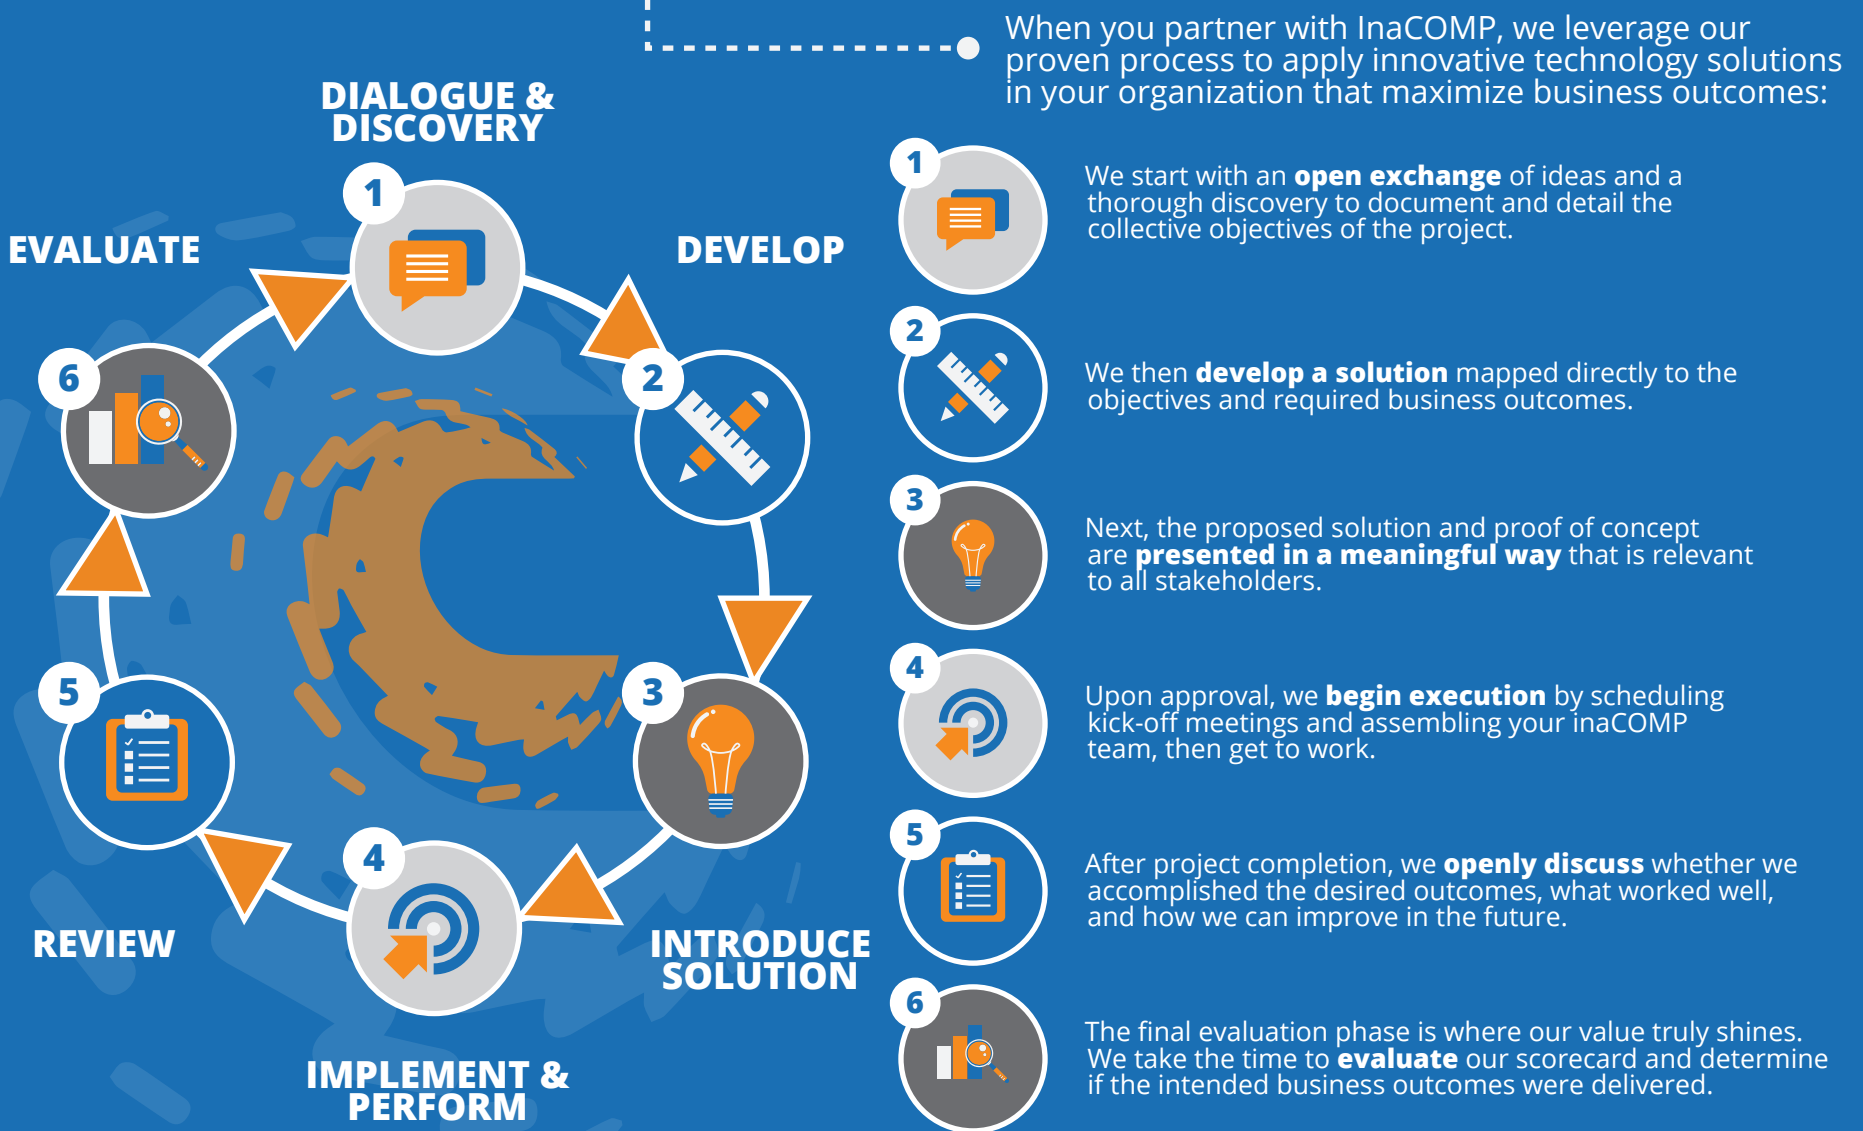 When you partner with InaCOMP, we leverage our
proven process to apply innovative technology solutions
in your organization that maximize business outcomes:
DIALOGUE &
DISCOVERY
1
DEVELOP
2
INTRODUCE
SOLUTION
3
IMPLEMENT &
PERFORM
4
REVIEW
5
EVALUATE
6
1
We start with an open exchange of ideas and a
thorough discovery to document and detail the
collective objectives of the project.
2
We then develop a solution mapped directly to the
objectives and required business outcomes.
3
Next, the proposed solution and proof of concept
are presented in a meaningful way that is relevant
to all stakeholders.
4
Upon approval, we begin execution by scheduling
kick-off meetings and assembling your inaCOMP
team, then get to work.
5
After project completion, we openly discuss whether we
accomplished the desired outcomes, what worked well,
and how we can improve in the future.
6
The final evaluation phase is where our value truly shines.
We take the time to evaluate our scorecard and determine
if the intended business outcomes were delivered.